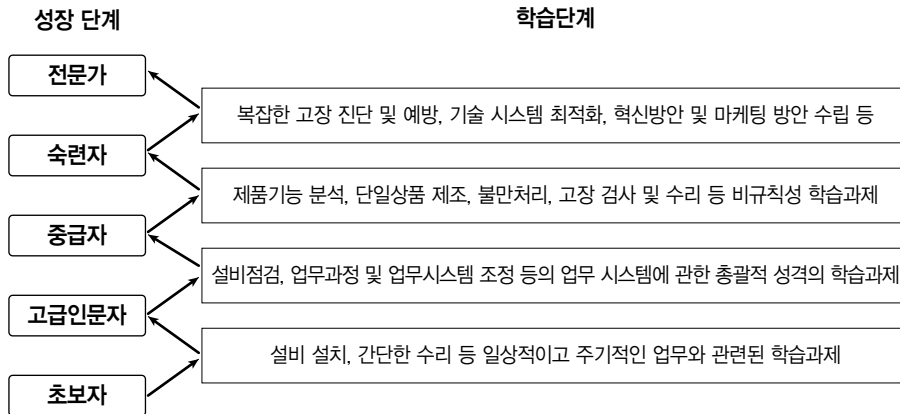 성장 단계
학습단계
전문가
복잡한 고장 진단 및 예방, 기술 시스템 최적화, 혁신방안 및 마케팅 방안 수립 등
숙련자
제품기능 분석, 단일상품 제조, 불만처리, 고장 검사 및 수리 등 비규칙성 학습과제
중급자
설비점검, 업무과정 및 업무시스템 조정 등의 업무 시스템에 관한 총괄적 성격의 학습과제
고급인문자
설비 설치, 간단한 수리 등 일상적이고 주기적인 업무와 관련된 학습과제
초보자